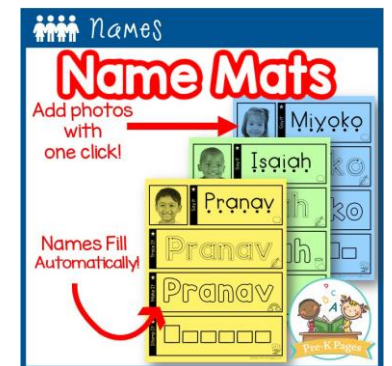 names
Name Mats
Add photos
with
one click!
Miyoko
Isaiah
Pranav
Names Fill
Automatically!
Pranav
Pranav
Pre-K Pages